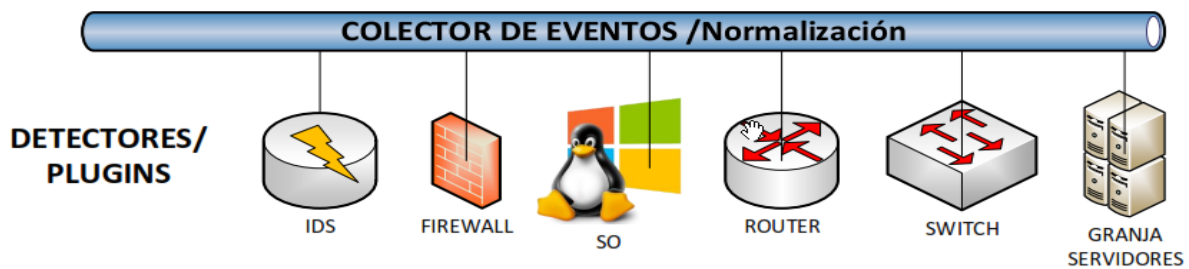 COLECTOR DE EVENTOS /Normalización
DETECTORES/
PLUGINS
IDS
FIREWALL
SO
ROUTER
SWITCH
GRANJA
SERVIDORES